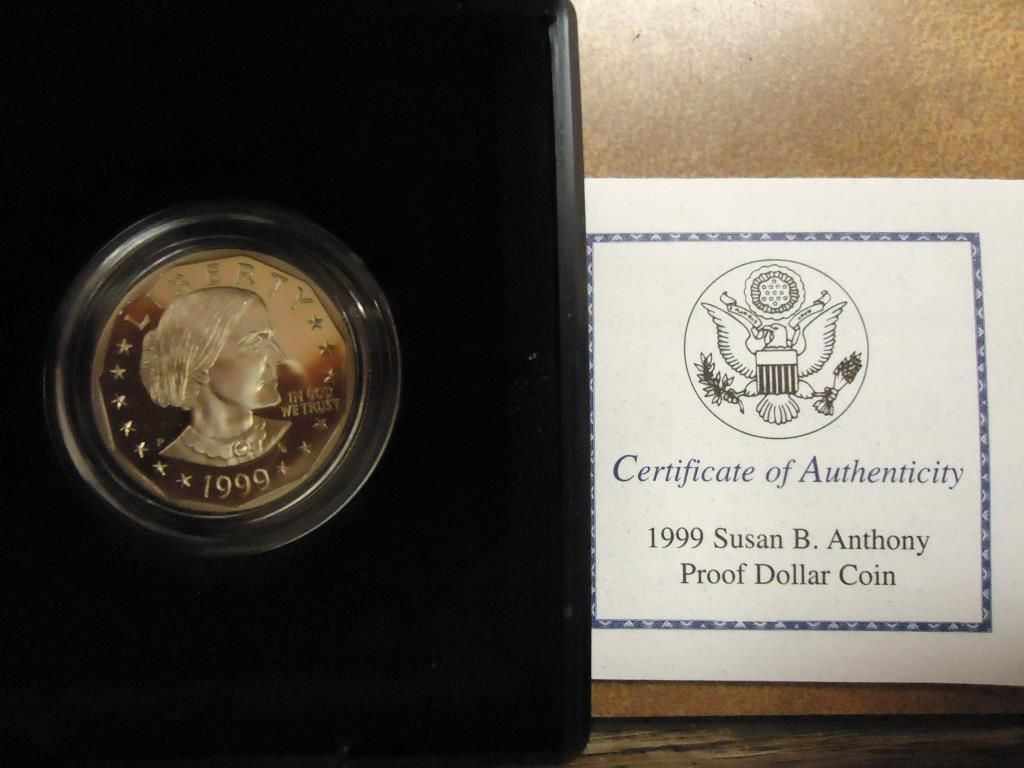 LIBERTY
IN GOD
WE TRUST
P
1999
Certificate of Authenticity
1999 Susan B. Anthony
Proof Dollar Coin